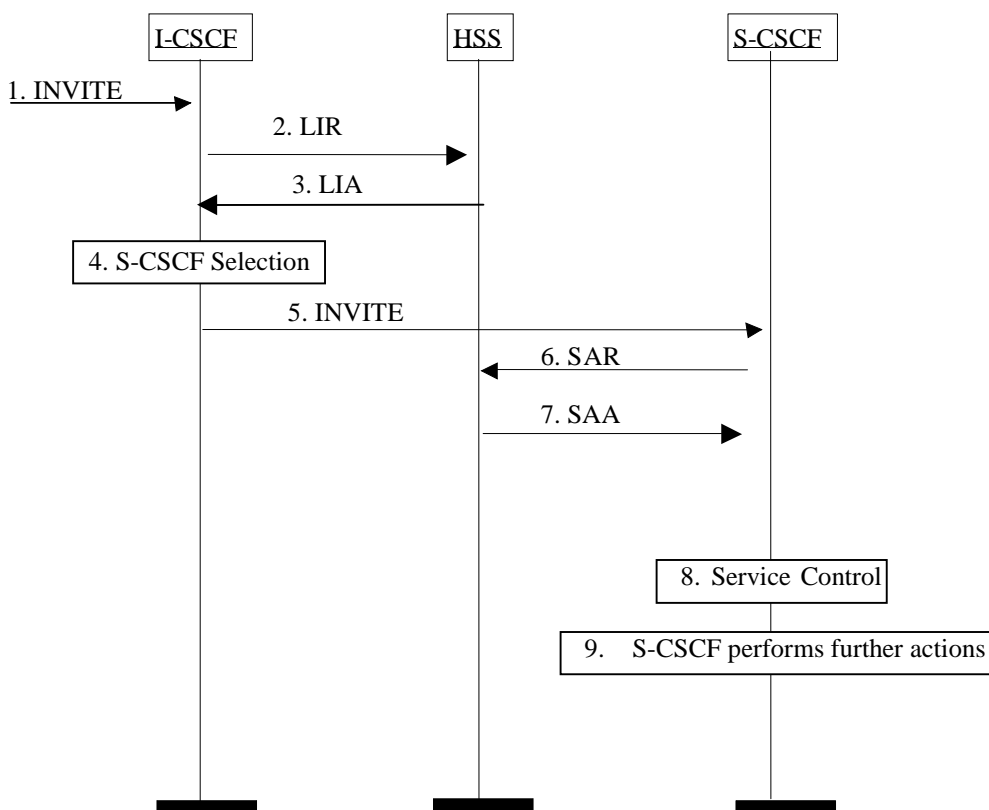 I-CSCF
HSS
S-CSCF
1. INVITE
2. LIR
3. LIA
4. S-CSCF Selection
5. INVITE
6. SAR
7. SAA
8. Service Control
9. S-CSCF performs further actions